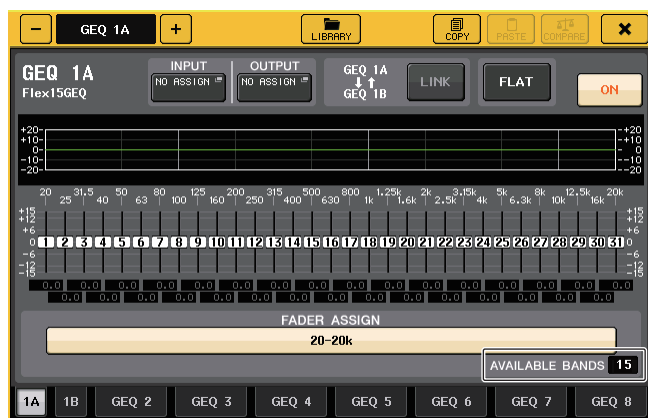 GEQ 1A
LIBRARY
COPY
PASTE
COMPARE
GEQ 1A
Flex15GEQ
INPUT
NO ASSIGN
OUTPUT
NO ASSIGN
GEQ 1A
GEQ 1B
LINK
FLAT
ON
+20 +20
+10 +10
0 0
-10 -10
-20 -20
20 31.5 50 80 125 200 315 500 800 1.25k 2k 3.15k 5k 8k 12.5k 20k
25 40 63 100 160 250 400 630 1k 1.6k 2.5k 4k 6.3k 10k 16k
+15 +15
+12 +12
+6 +6
0 1 2 3 4 5 6 7 8 9 10 11 12 13 14 15 16 17 18 19 20 21 22 23 24 25 26 27 28 29 30 31 0
-6 -6
-12 -12
-15 -15
0.0 0.0 0.0 0.0 0.0 0.0 0.0 0.0 0.0 0.0 0.0 0.0 0.0 0.0 0.0 0.0
0.0 0.0 0.0 0.0 0.0 0.0 0.0 0.0 0.0 0.0 0.0 0.0 0.0 0.0 0.0
FADER ASSIGN
20-20k
AVAILABLE BANDS 15
1A 1B GEQ 2 GEQ 3 GEQ 4 GEQ 5 GEQ 6 GEQ 7 GEQ 8